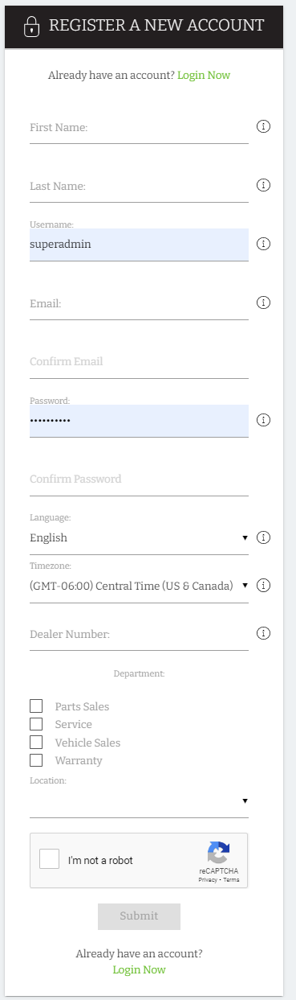 REGISTER A NEW ACCOUNT
Already have an account? Login Now
First Name:
Last Name:
Username:
superadmin
Email:
Confirm Email
Password:
••••••••••
Confirm Password
Language:
English
Timezone:
(GMT-06:00) Central Time (US & Canada)
Dealer Number:
Department:
Parts Sales
Service
Vehicle Sales
Warranty
Location:
I'm not a robot
reCAPTCHA
Privacy - Terms
Submit
Already have an account?
Login Now